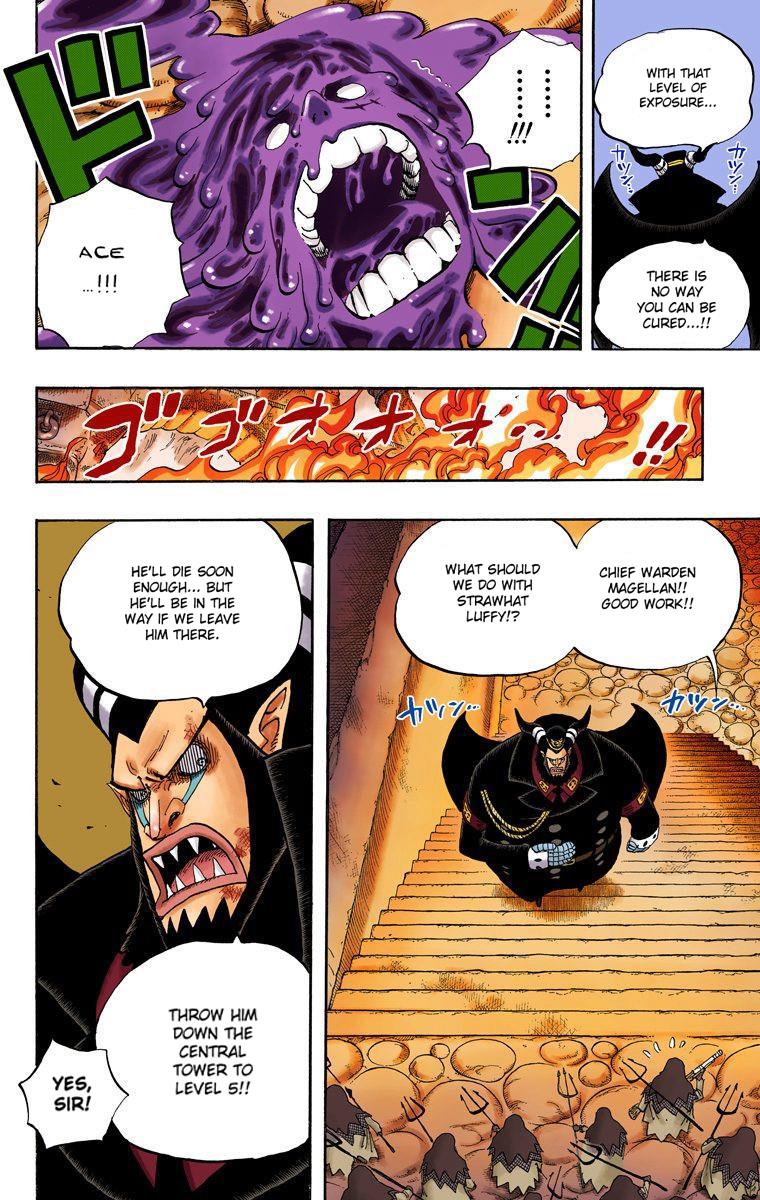 WITH THAT
LEVEL OF
EXPOSURE...
カツン...
カツン...
THERE IS
NO WAY
YOU CAN BE
CURED...!!
......
......
!!!
ドドン!!
ACE
...!!!
ゴゴオオオ...!!
CHIEF WARDEN
MAGELLAN!!
GOOD WORK!!
WHAT SHOULD
WE DO WITH
STRAWHAT
LUFFY!?
カツン...
カツン...
HE'LL DIE SOON
ENOUGH... BUT
HE'LL BE IN THE
WAY IF WE LEAVE
HIM THERE.
THROW HIM
DOWN THE
CENTRAL
TOWER TO
LEVEL 5!!
YES,
SIR!